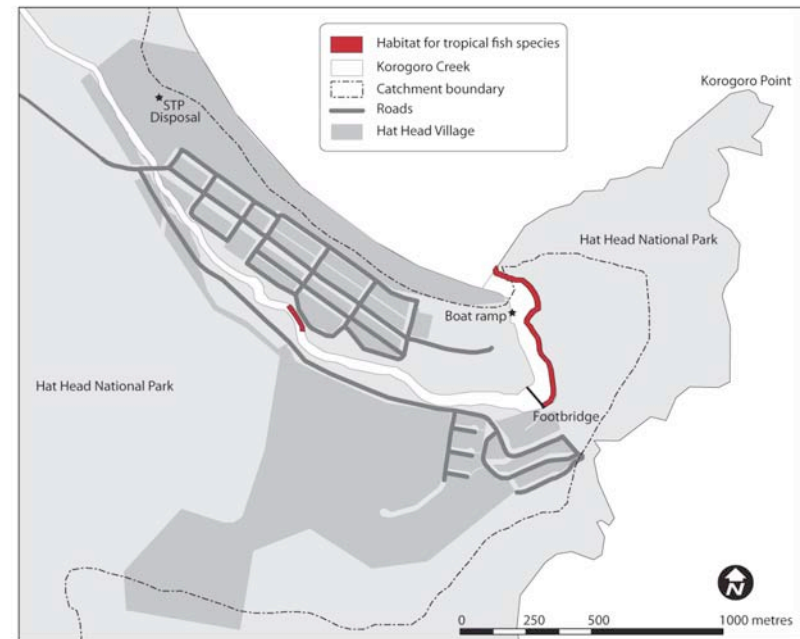 Habitat for tropical fish species
Korogoro Creek
Catchment boundary
Roads
Hat Head Village
Korogoro Point
STP
Disposal
Hat Head National Park
Boat ramp
Hat Head National Park
Footbridge
N
0 250 500 1000 metres